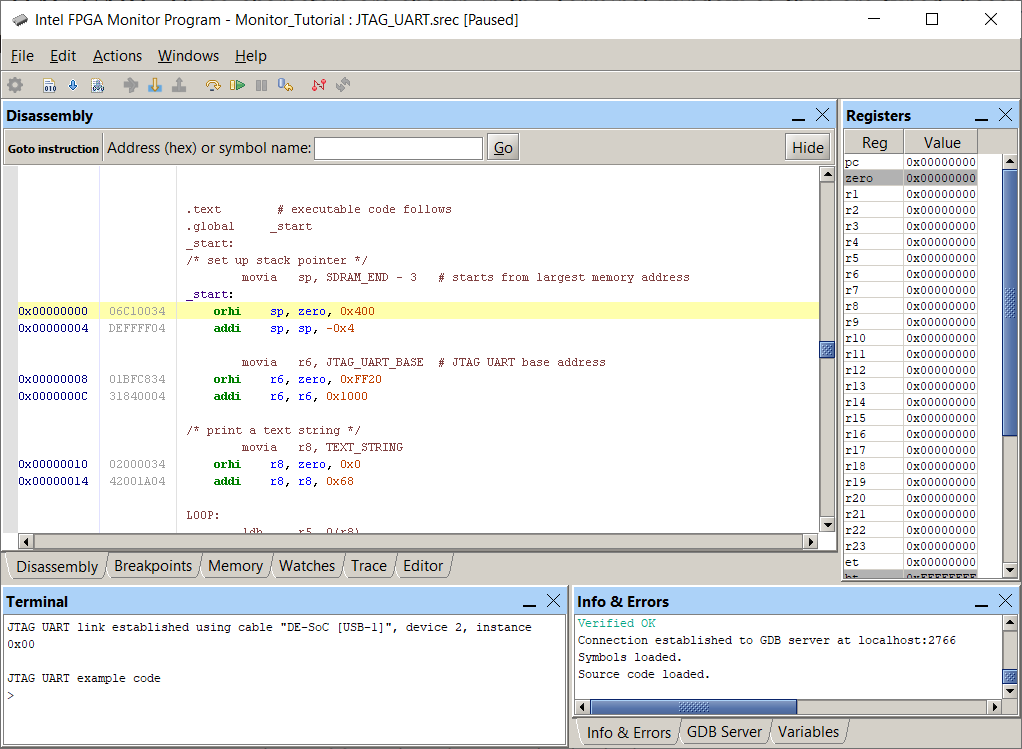 Intel FPGA Monitor Program - Monitor_Tutorial : JTAG_UART.srec [Paused]
File Edit Actions Windows Help
Disassembly
Goto instruction Address (hex) or symbol name: Go Hide
.text # executable code follows
.global _start
_start:
/* set up stack pointer */
movia sp, SDRAM_END - 3 # starts from largest memory address
_start:
0x00000000 06C10034 orhi sp, zero, 0x400
0x00000004 DEFFFF04 addi sp, sp, -0x4
movia r6, JTAG_UART_BASE # JTAG UART base address
0x00000008 01BFC834 orhi r6, zero, 0xFF20
0x0000000C 31840004 addi r6, r6, 0x1000
/* print a text string */
movia r8, TEXT_STRING
0x00000010 02000034 orhi r8, zero, 0x0
0x00000014 42001A04 addi r8, r8, 0x68
LOOP:
ldb r5, 0(r8)
Disassembly Breakpoints Memory Watches Trace Editor
Registers
Reg Value
pc 0x00000000
zero 0x00000000
r1 0x00000000
r2 0x00000000
r3 0x00000000
r4 0x00000000
r5 0x00000000
r6 0x00000000
r7 0x00000000
r8 0x00000000
r9 0x00000000
r10 0x00000000
r11 0x00000000
r12 0x00000000
r13 0x00000000
r14 0x00000000
r15 0x00000000
r16 0x00000000
r17 0x00000000
r18 0x00000000
r19 0x00000000
r20 0x00000000
r21 0x00000000
r22 0x00000000
r23 0x00000000
et 0x00000000
bt 0xFFFFFFFF
Terminal
JTAG UART link established using cable "DE-SoC [USB-1]", device 2, instance
0x00
JTAG UART example code
>
Info & Errors
Verified OK
Connection established to GDB server at localhost:2766
Symbols loaded.
Source code loaded.
Info & Errors GDB Server Variables